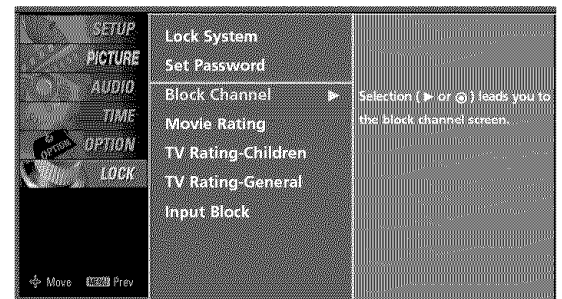 SETUP
PICTURE
AUDIO
TIME
OPTION
LOCK
Move MENU Prev
Lock System
Set Password
Block Channel ▶
Movie Rating
TV Rating-Children
TV Rating-General
Input Block
Selection ( ▶ or ◉ ) leads you to
the block channel screen.